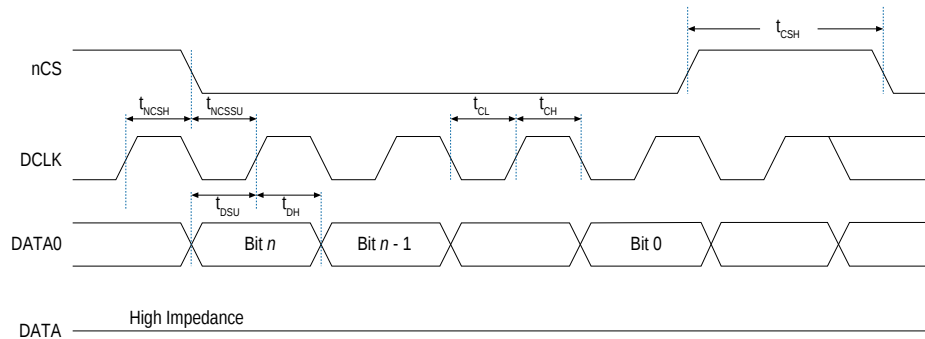 tCSH
nCS
tNCSH tNCSSU tCL tCH
DCLK
tDSU tDH
DATA0 Bit n Bit n - 1 Bit 0
High Impedance
DATA